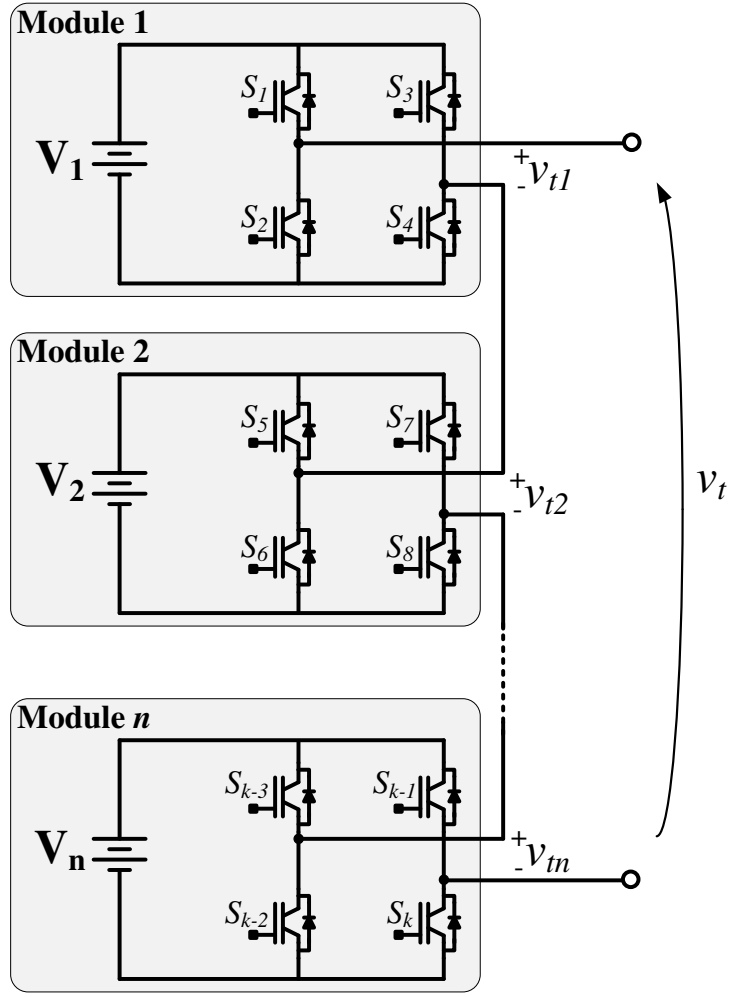 Module 1
S1
S3
V1
+
- vt1
S2
S4
Module 2
S5
S7
V2
+
- vt2
vt
S6
S8
Module n
Sk-3
Sk-1
Vn
+
- vtn
Sk-2
Sk